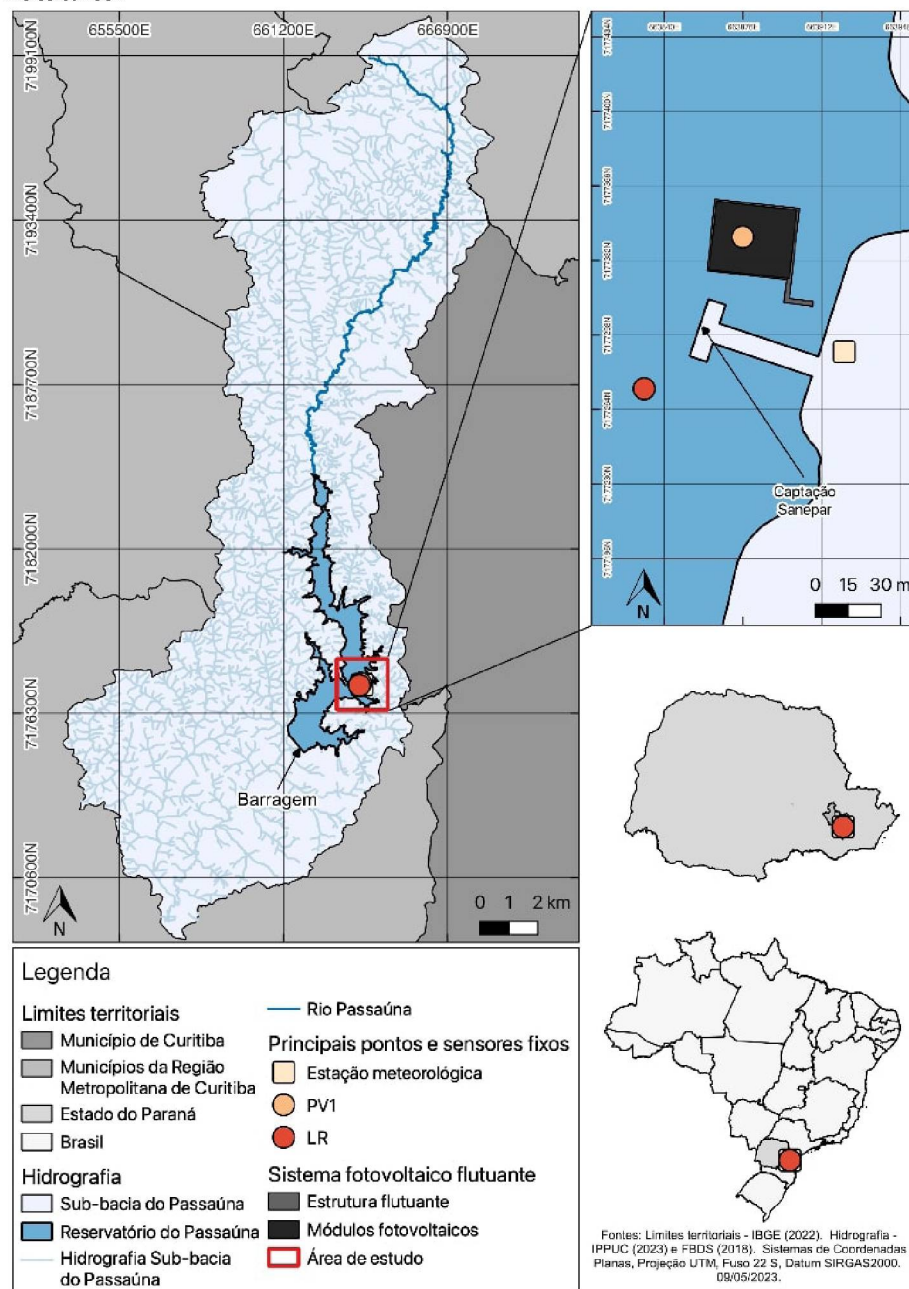 655500E 661200E 666900E
7199100N
7193400N
7187700N
7182000N
7176300N
7170600N
Barragem
N
0 1 2 km
7177400N
7177264N
7177230N
7177196N
Captação
Sanepar
N
0 15 30 m
Legenda
Limites territoriais
Município de Curitiba
Municípios da Região
Metropolitana de Curitiba
Estado do Paraná
Brasil
Hidrografia
Sub-bacia do Passaúna
Reservatório do Passaúna
Hidrografia Sub-bacia
do Passaúna
Rio Passaúna
Principais pontos e sensores fixos
Estação meteorológica
PV1
LR
Sistema fotovoltaico flutuante
Estrutura flutuante
Módulos fotovoltaicos
Área de estudo
Fontes: Limites territoriais - IBGE (2022). Hidrografia -
IPPUC (2023) e FBDS (2018). Sistemas de Coordenadas
Planas, Projeção UTM, Fuso 22 S, Datum SIRGAS2000.
09/05/2023.